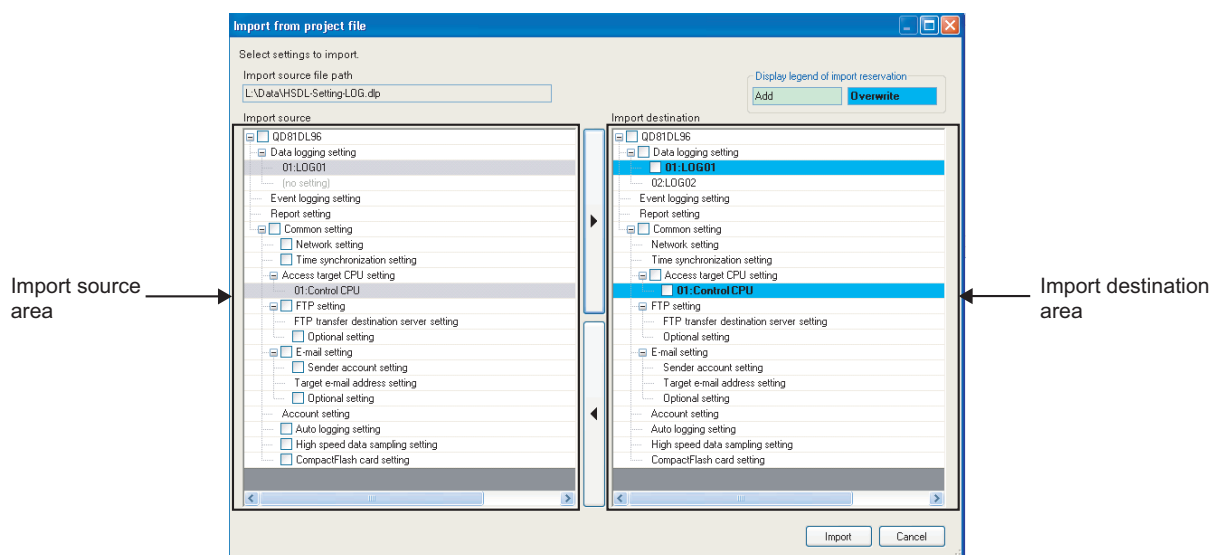 Import from project file
Select settings to import.
Import source file path
L:\Data\HSDL-Setting-LOG.dlp
Display legend of import reservation
Add
Overwrite
Import source
QD81DL96
Data logging setting
01:LOG01
(no setting)
Event logging setting
Report setting
Common setting
Network setting
Time synchronization setting
Access target CPU setting
01:Control CPU
FTP setting
FTP transfer destination server setting
Optional setting
E-mail setting
Sender account setting
Target e-mail address setting
Optional setting
Account setting
Auto logging setting
High speed data sampling setting
CompactFlash card setting
Import destination
QD81DL96
Data logging setting
01:LOG01
02:LOG02
Event logging setting
Report setting
Common setting
Network setting
Time synchronization setting
Access target CPU setting
01:Control CPU
FTP setting
FTP transfer destination server setting
Optional setting
E-mail setting
Sender account setting
Target e-mail address setting
Optional setting
Account setting
Auto logging setting
High speed data sampling setting
CompactFlash card setting
Import
Cancel
Import source
area
Import destination
area